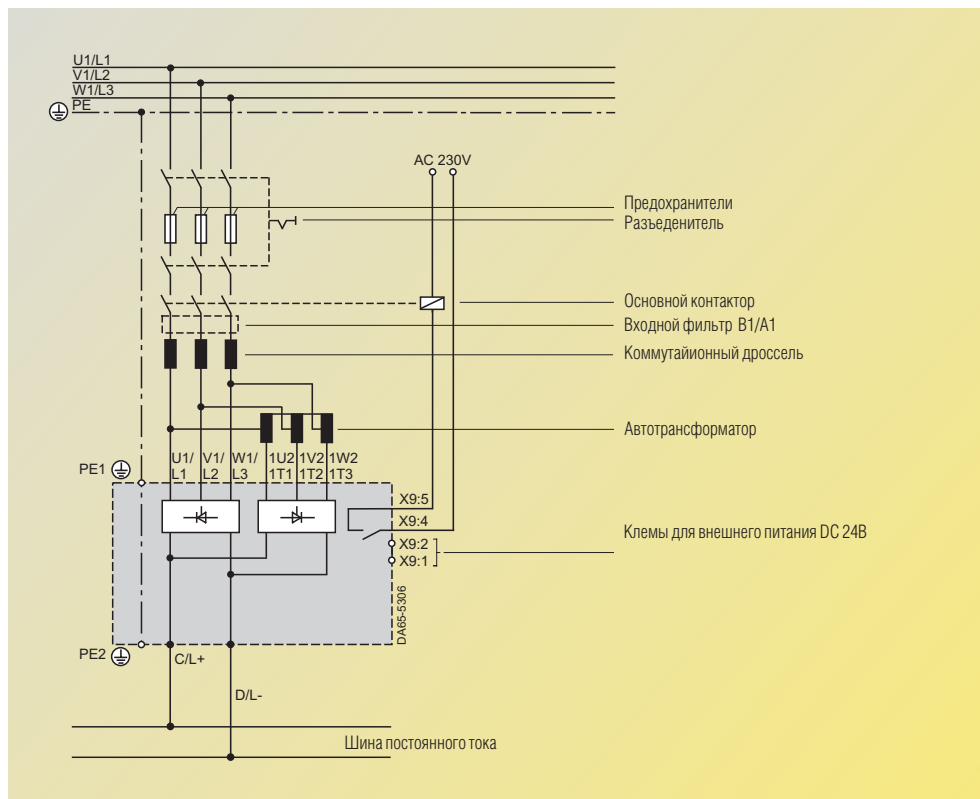 U1/L1
V1/L2
W1/L3
PE
AC 230V
Предохранители
Разъеденитель
Основной контактор
Входной фильтр B1/A1
Коммутайионный дроссель
Автотрансформатор
U1/ V1/ W1/ 1U2 1V2 1W2
L1 L2 L3 1T1 1T2 1T3
PE1
X9:5
X9:4
X9:2
X9:1
Клемы для внешнего питания DC 24В
DA65-5306
PE2
C/L+
D/L-
Шина постоянного тока